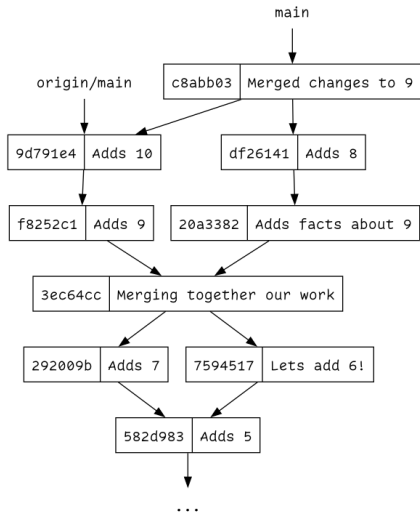 main
origin/main
c8abb03 Merged changes to 9
9d791e4 Adds 10
df26141 Adds 8
f8252c1 Adds 9
20a3382 Adds facts about 9
3ec64cc Merging together our work
292009b Adds 7
7594517 Lets add 6!
582d983 Adds 5
...